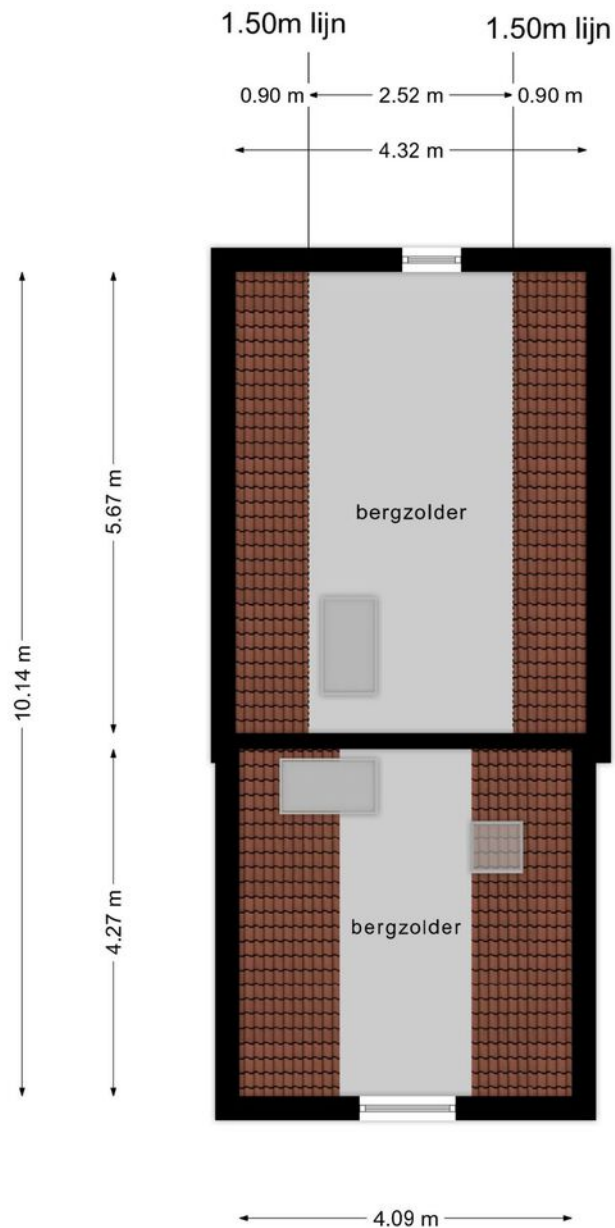 1.50m lijn 1.50m lijn
0.90 m 2.52 m 0.90 m
4.32 m
5.67 m
bergzolder
10.14 m
4.27 m
bergzolder
4.09 m